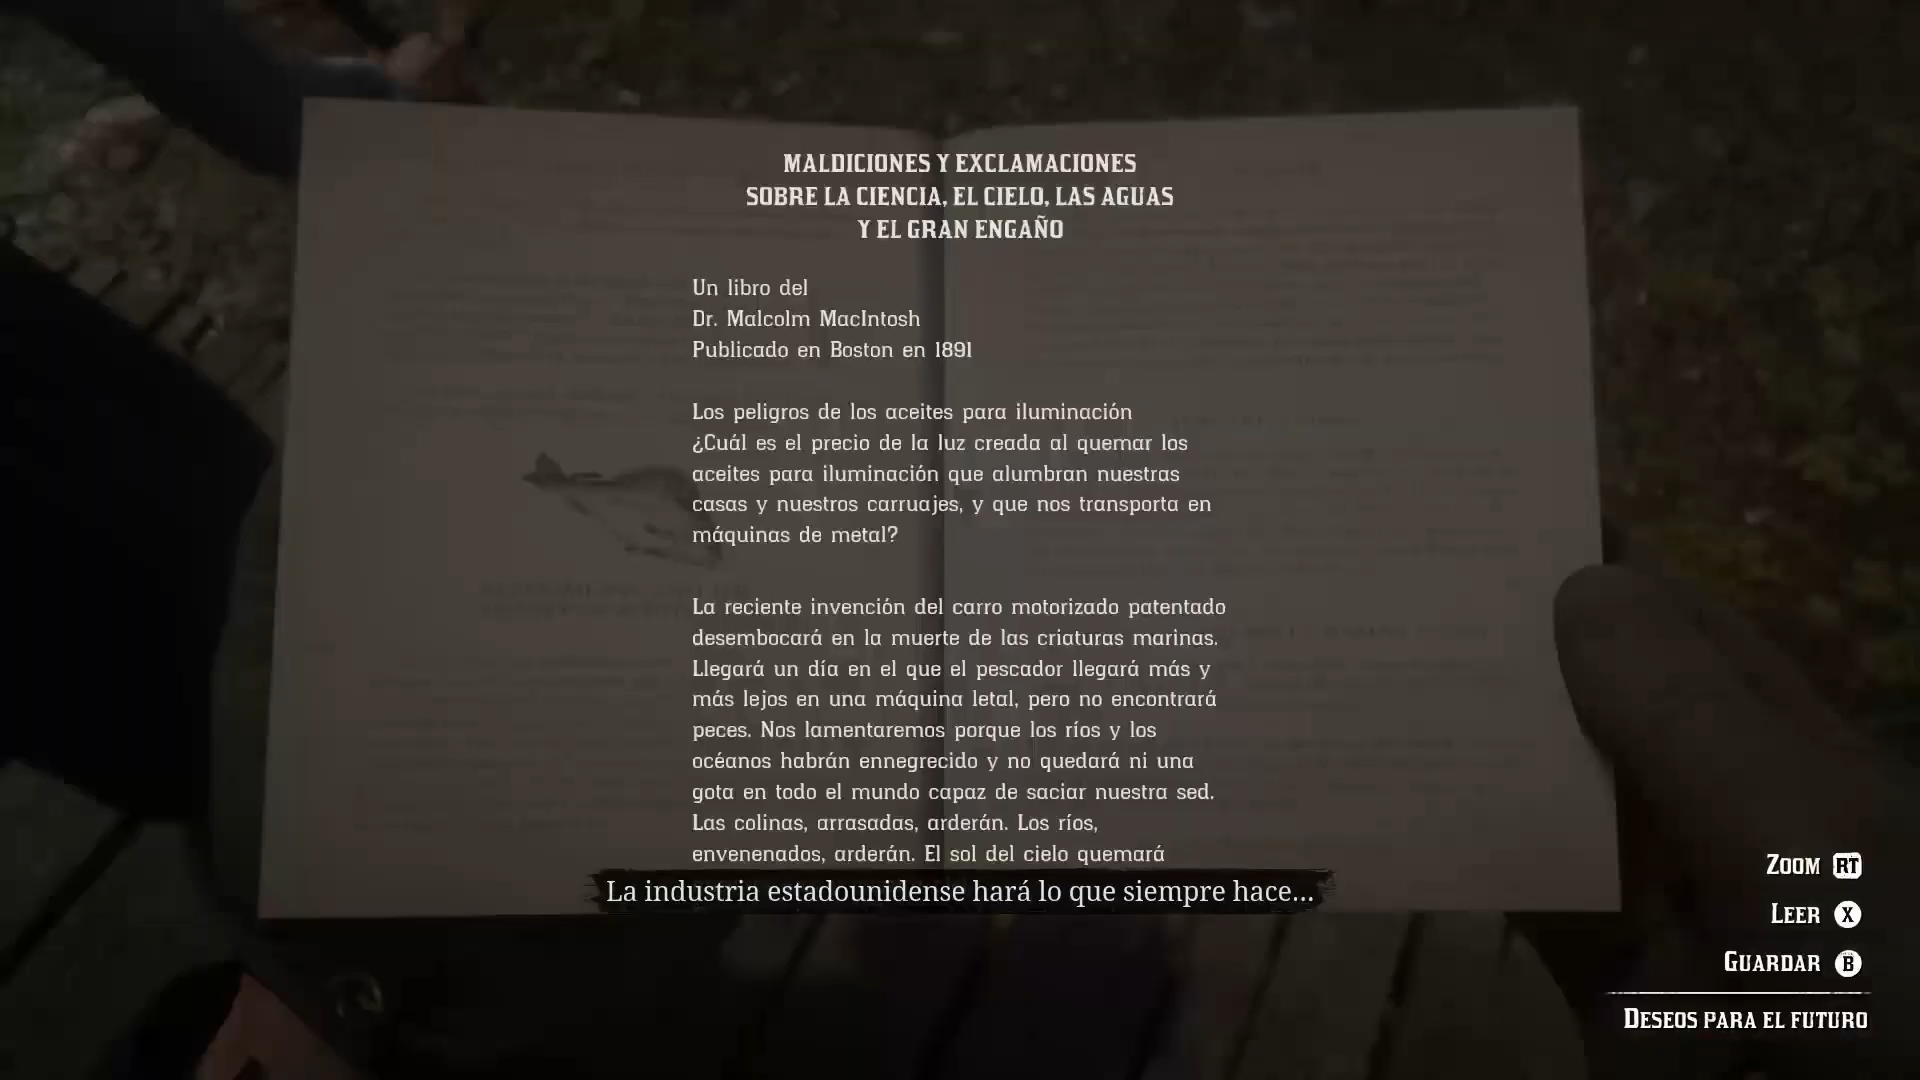 MALDICIONES Y EXCLAMACIONES
SOBRE LA CIENCIA, EL CIELO, LAS AGUAS
Y EL GRAN ENGAÑO
Un libro del
Dr. Malcolm MacIntosh
Publicado en Boston en 1891
Los peligros de los aceites para iluminación
¿Cuál es el precio de la luz creada al quemar los
aceites para iluminación que alumbran nuestras
casas y nuestros carruajes, y que nos transporta en
máquinas de metal?
La reciente invención del carro motorizado patentado
desembocará en la muerte de las criaturas marinas.
Llegará un día en el que el pescador llegará más y
más lejos en una máquina letal, pero no encontrará
peces. Nos lamentaremos porque los ríos y los
océanos habrán ennegrecido y no quedará ni una
gota en todo el mundo capaz de saciar nuestra sed.
Las colinas, arrasadas, arderán. Los ríos,
envenenados, arderán. El sol del cielo quemará
La industria estadounidense hará lo que siempre hace...
ZOOM RT
LEER X
GUARDAR B
DESEOS PARA EL FUTURO